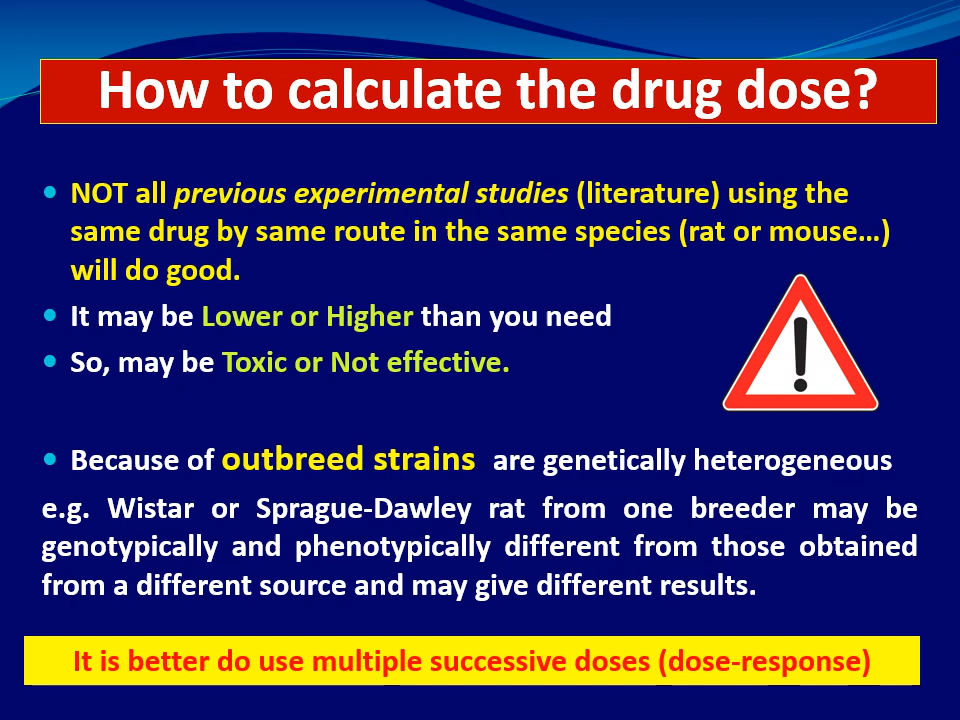 How to calculate the drug dose?
• NOT all previous experimental studies (literature) using the
same drug by same route in the same species (rat or mouse…)
will do good.
• It may be Lower or Higher than you need
• So, may be Toxic or Not effective.
• Because of outbreed strains are genetically heterogeneous
e.g. Wistar or Sprague-Dawley rat from one breeder may be
genotypically and phenotypically different from those obtained
from a different source and may give different results.
It is better do use multiple successive doses (dose-response)